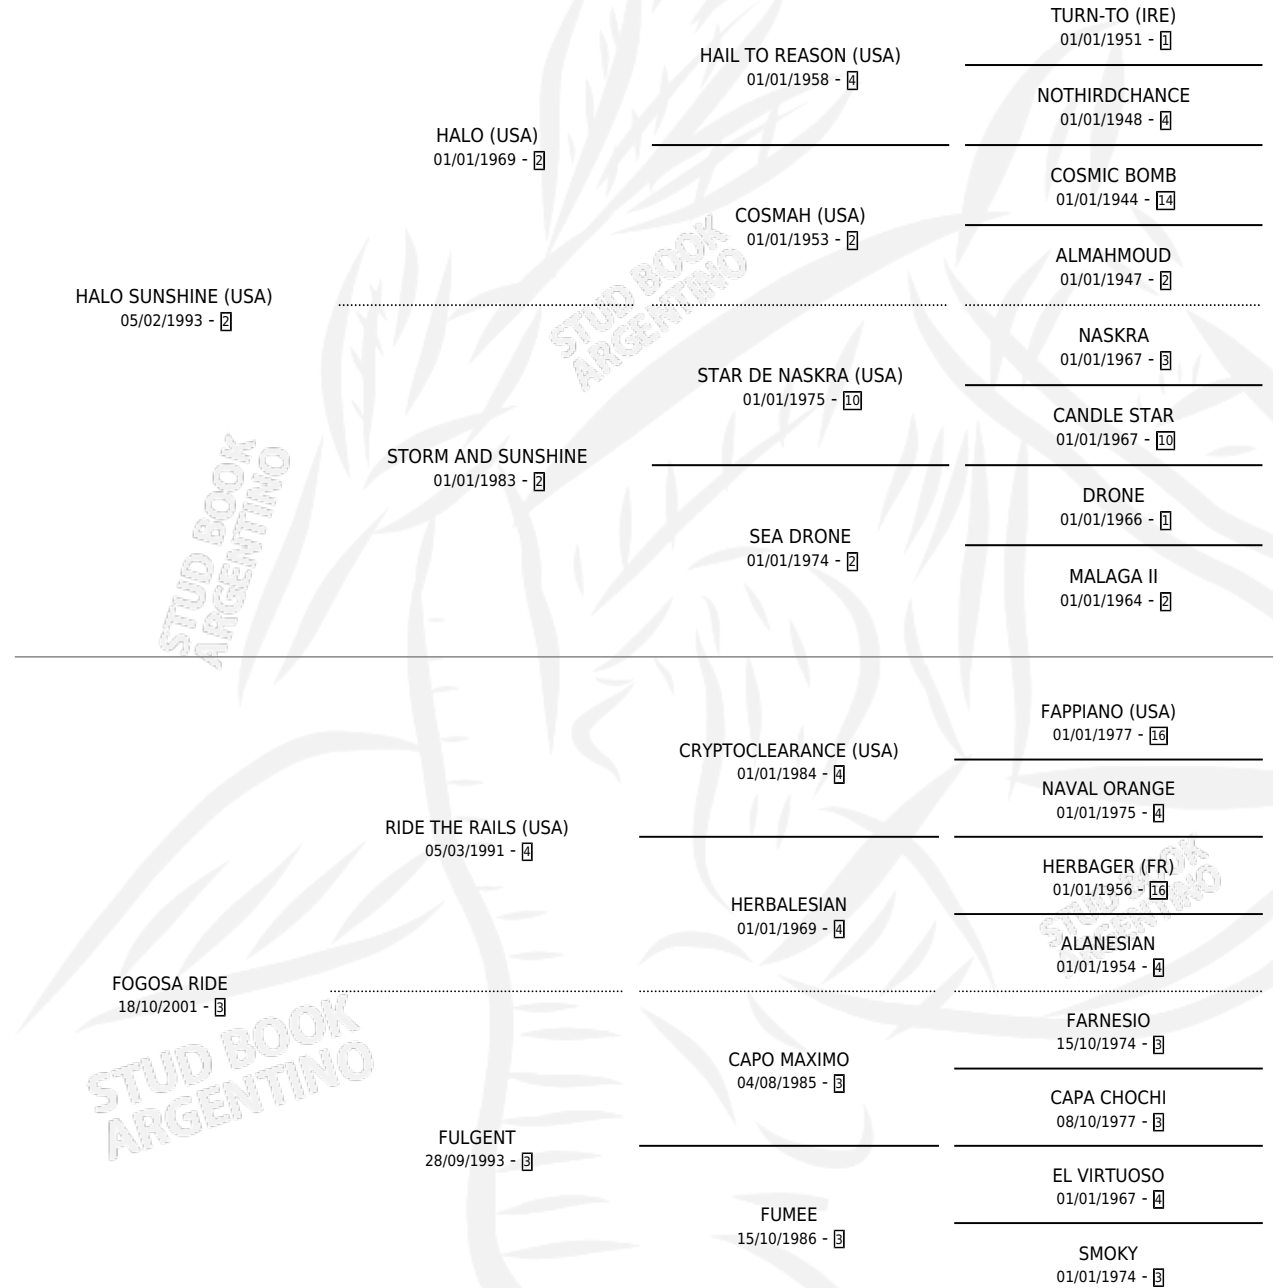 TURN-TO (IRE)
01/01/1951 - 1
HAIL TO REASON (USA)
01/01/1958 - 4
NOTHIRDCHANCE
01/01/1948 - 4
HALO (USA)
01/01/1969 - 2
COSMIC BOMB
01/01/1944 - 14
COSMAH (USA)
01/01/1953 - 2
ALMAHMOUD
01/01/1947 - 2
HALO SUNSHINE (USA)
05/02/1993 - 2
NASKRA
01/01/1967 - 3
STAR DE NASKRA (USA)
01/01/1975 - 10
CANDLE STAR
01/01/1967 - 10
STORM AND SUNSHINE
01/01/1983 - 2
DRONE
01/01/1966 - 1
SEA DRONE
01/01/1974 - 2
MALAGA II
01/01/1964 - 2
FAPPIANO (USA)
01/01/1977 - 16
CRYPTOCLEARANCE (USA)
01/01/1984 - 4
NAVAL ORANGE
01/01/1975 - 4
RIDE THE RAILS (USA)
05/03/1991 - 4
HERBAGER (FR)
01/01/1956 - 16
HERBALESIAN
01/01/1969 - 4
ALANESIAN
01/01/1954 - 4
FOGOSA RIDE
18/10/2001 - 3
FARNESIO
15/10/1974 - 3
CAPO MAXIMO
04/08/1985 - 3
CAPA CHOCHI
08/10/1977 - 3
FULGENT
28/09/1993 - 3
EL VIRTUOSO
01/01/1967 - 4
FUMEE
15/10/1986 - 3
SMOKY
01/01/1974 - 3
STUD BOOK
ARGENTINO
STUD BOOK
ARGENTINO
STUD BOOK
ARGENTINO
STUD BOOK
ARGENTINO